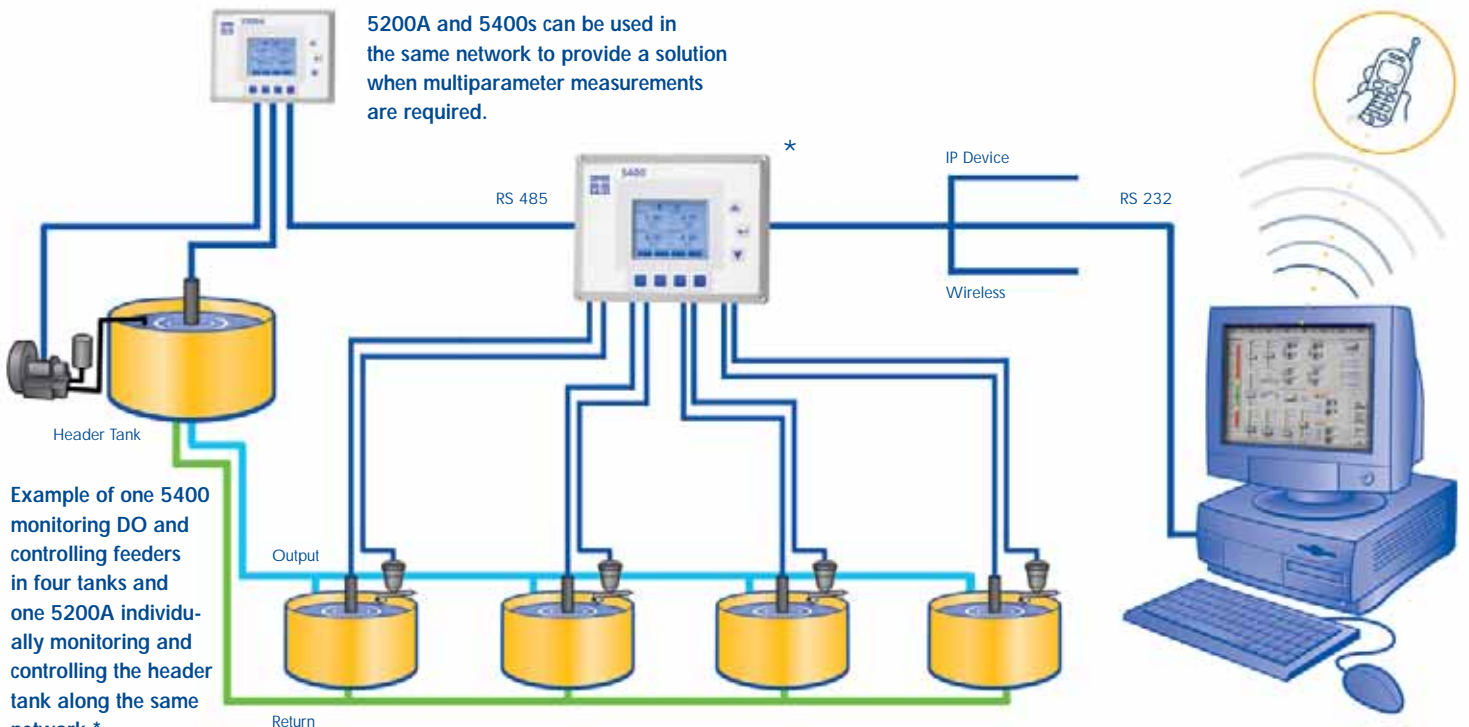 5200A and 5400s can be used in
the same network to provide a solution
when multiparameter measurements
are required.
*
5400
IP Device
RS 485
RS 232
Wireless
Header Tank
Example of one 5400
monitoring DO and
controlling feeders
in four tanks and
one 5200A individu-
ally monitoring and
controlling the header
tank along the same
network.*
Output
Return